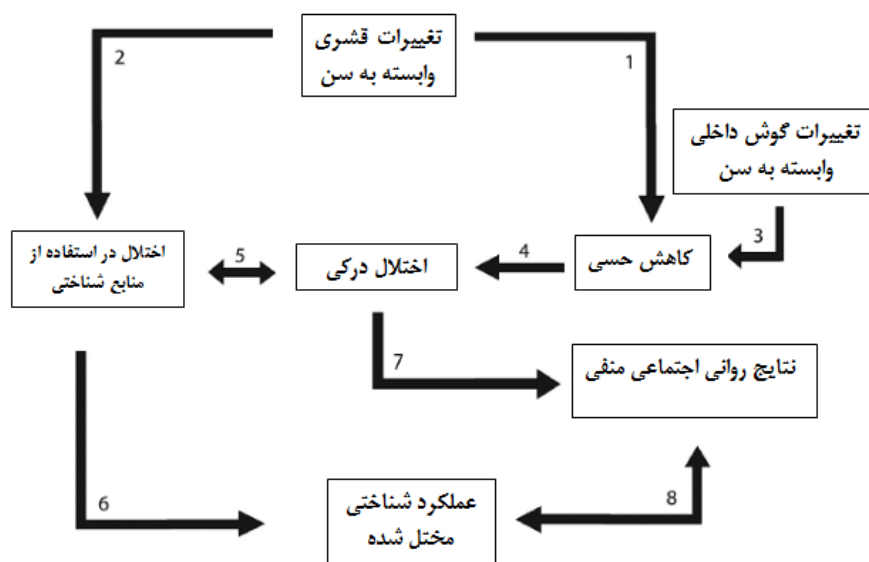 تغییرات قشری
وابسته به سن
2
1
تغییرات گوش داخلی
وابسته به سن
3
کاهش حسی
4
اختلال درکی
5
اختلال در استفاده از
منابع شناختی
7
نتایج روانی اجتماعی منفی
6
عملکرد شناختی
مختل شده
8